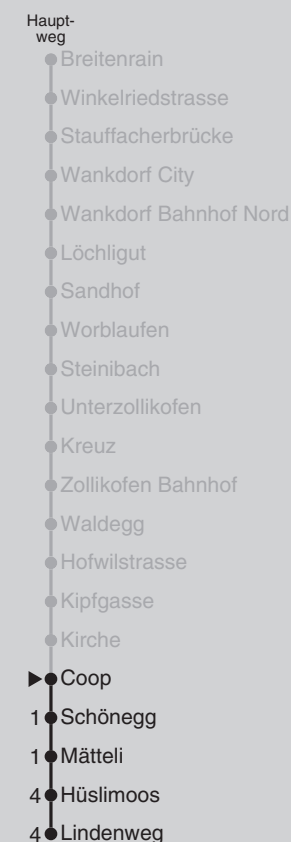 Haupt-
weg
Breitenrain
Winkelriedstrasse
Stauffacherbrücke
Wankdorf City
Wankdorf Bahnhof Nord
Löchligut
Sandhof
Worblaufen
Steinibach
Unterzollikofen
Kreuz
Zollikofen Bahnhof
Waldegg
Hofwilstrasse
Kipfgasse
Kirche
Coop
1 Schönegg
1 Mätteli
4 Hüslimoos
4 Lindenweg